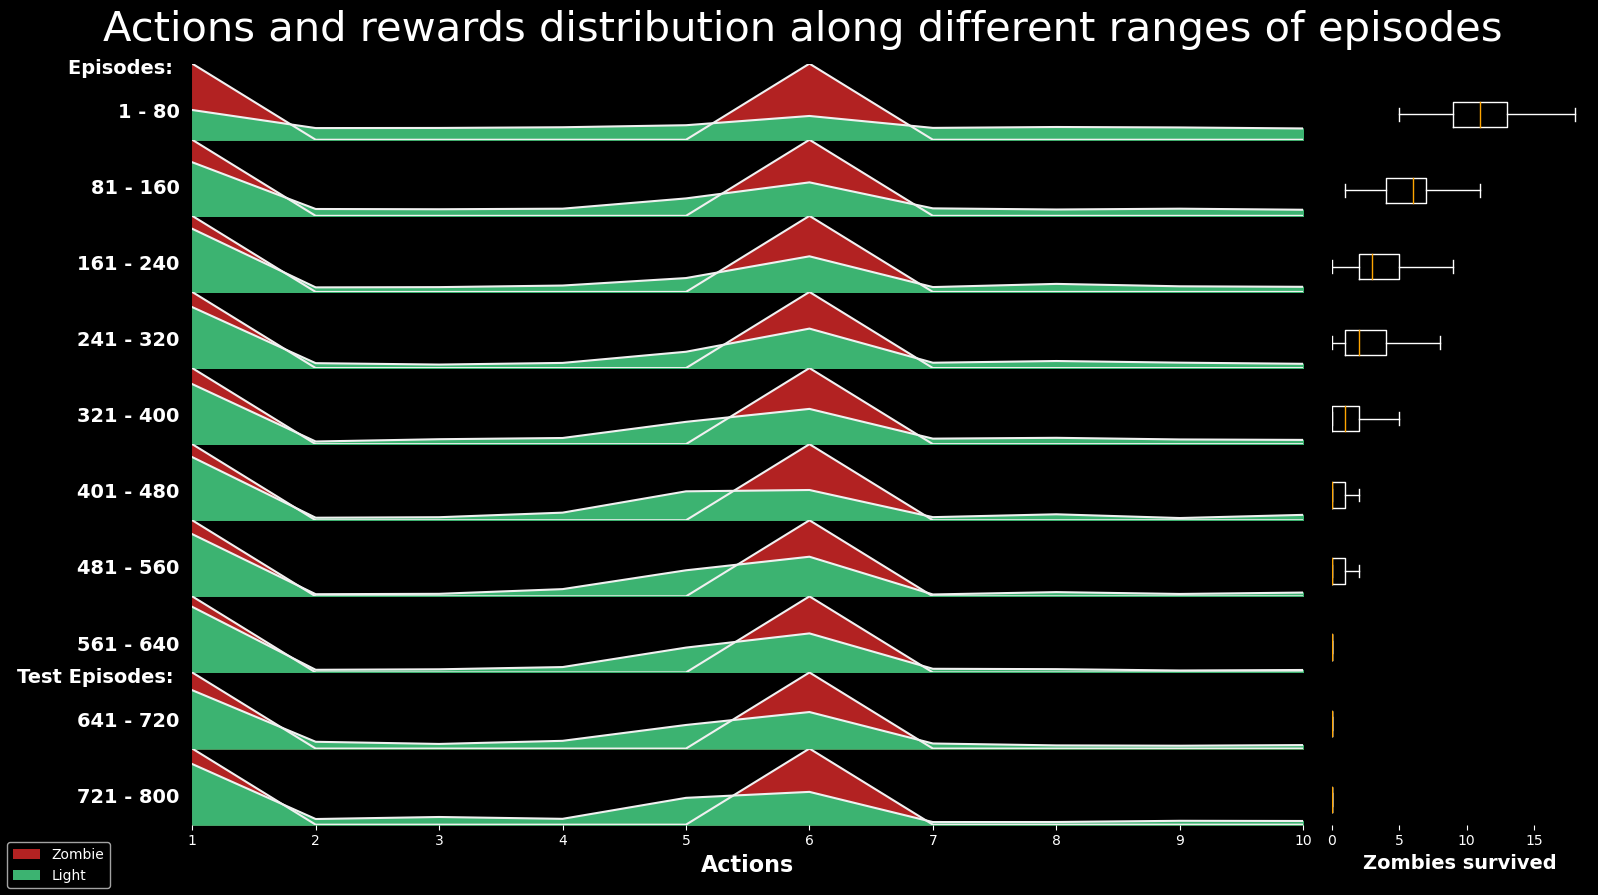 Actions and rewards distribution along different ranges of episodes
Episodes:
1 - 80
81 - 160
161 - 240
241 - 320
321 - 400
401 - 480
481 - 560
561 - 640
Test Episodes:
641 - 720
721 - 800
1 2 3 4 5 6 7 8 9 10
Actions
0 5 10 15
Zombies survived
Zombie
Light